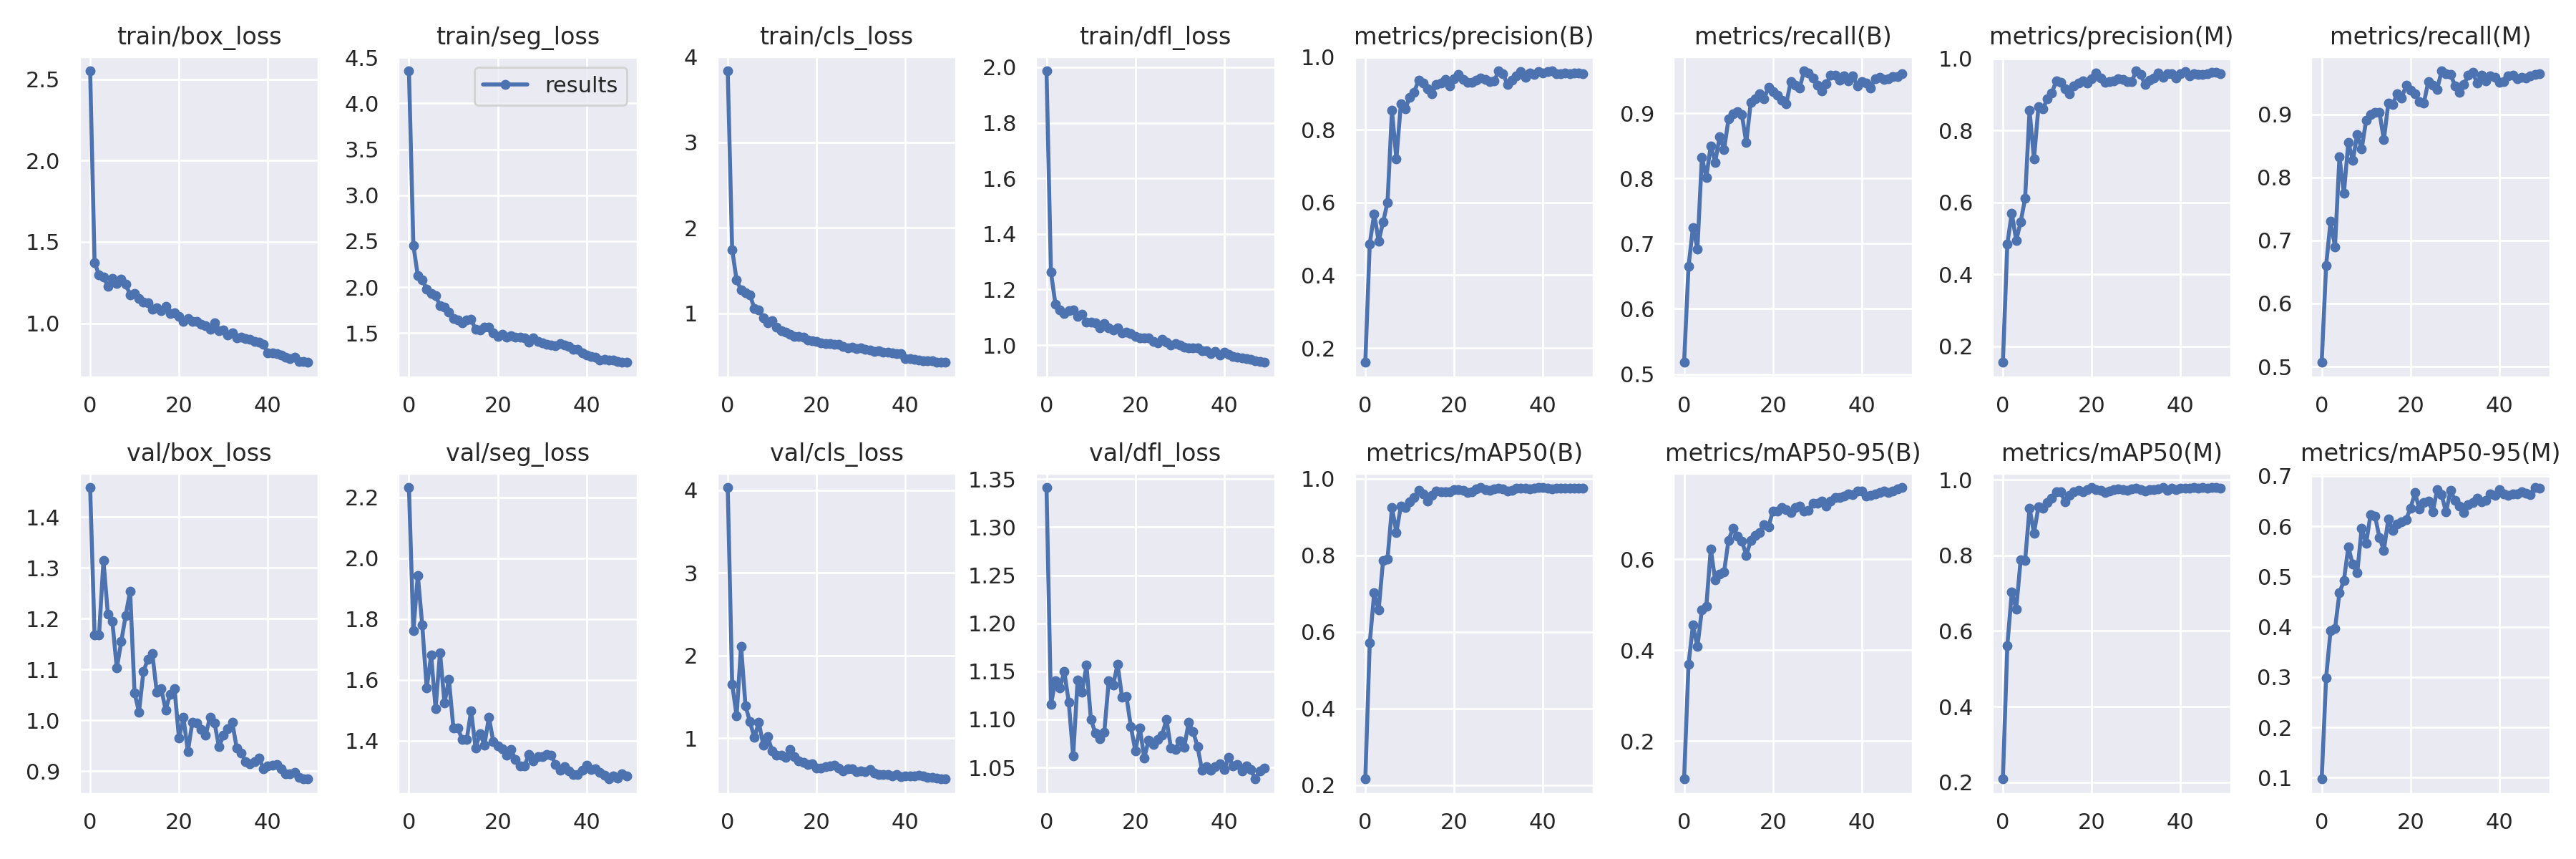 train/box_loss
2.5
2.0
1.5
1.0
0 20 40
train/seg_loss
results
4.5
4.0
3.5
3.0
2.5
2.0
1.5
0 20 40
train/cls_loss
4
3
2
1
0 20 40
train/dfl_loss
2.0
1.8
1.6
1.4
1.2
1.0
0 20 40
metrics/precision(B)
1.0
0.8
0.6
0.4
0.2
0 20 40
metrics/recall(B)
0.9
0.8
0.7
0.6
0.5
0 20 40
metrics/precision(M)
1.0
0.8
0.6
0.4
0.2
0 20 40
metrics/recall(M)
0.9
0.8
0.7
0.6
0.5
0 20 40
val/box_loss
1.4
1.3
1.2
1.1
1.0
0.9
0 20 40
val/seg_loss
2.2
2.0
1.8
1.6
1.4
0 20 40
val/cls_loss
4
3
2
1
0 20 40
val/dfl_loss
1.35
1.30
1.25
1.20
1.15
1.10
1.05
0 20 40
metrics/mAP50(B)
1.0
0.8
0.6
0.4
0.2
0 20 40
metrics/mAP50-95(B)
0.6
0.4
0.2
0 20 40
metrics/mAP50(M)
1.0
0.8
0.6
0.4
0.2
0 20 40
metrics/mAP50-95(M)
0.7
0.6
0.5
0.4
0.3
0.2
0.1
0 20 40